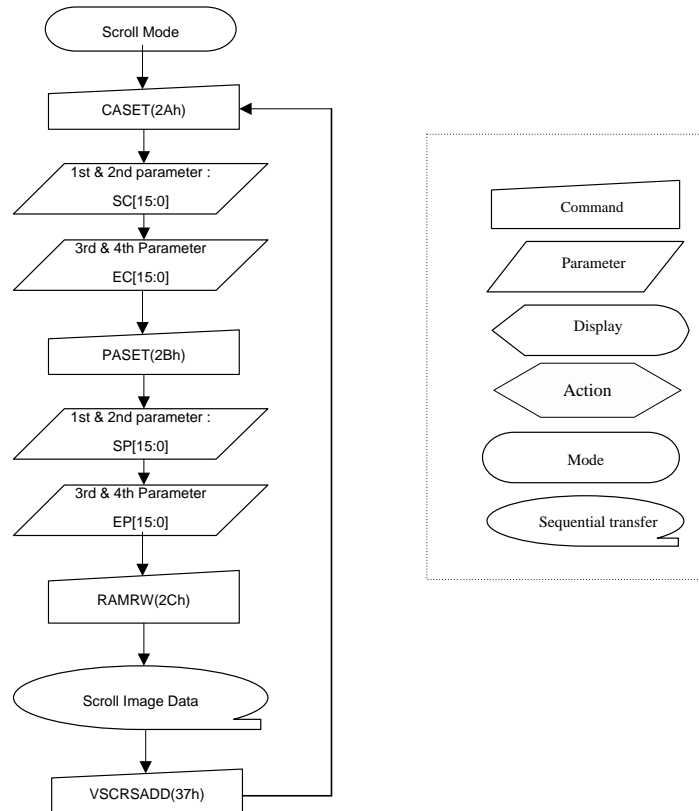 Scroll Mode
CASET(2Ah)
1st & 2nd parameter :
SC[15:0]
3rd & 4th Parameter
EC[15:0]
PASET(2Bh)
1st & 2nd parameter :
SP[15:0]
3rd & 4th Parameter
EP[15:0]
RAMRW(2Ch)
Scroll Image Data
VSCRSADD(37h)
Command
Parameter
Display
Action
Mode
Sequential transfer